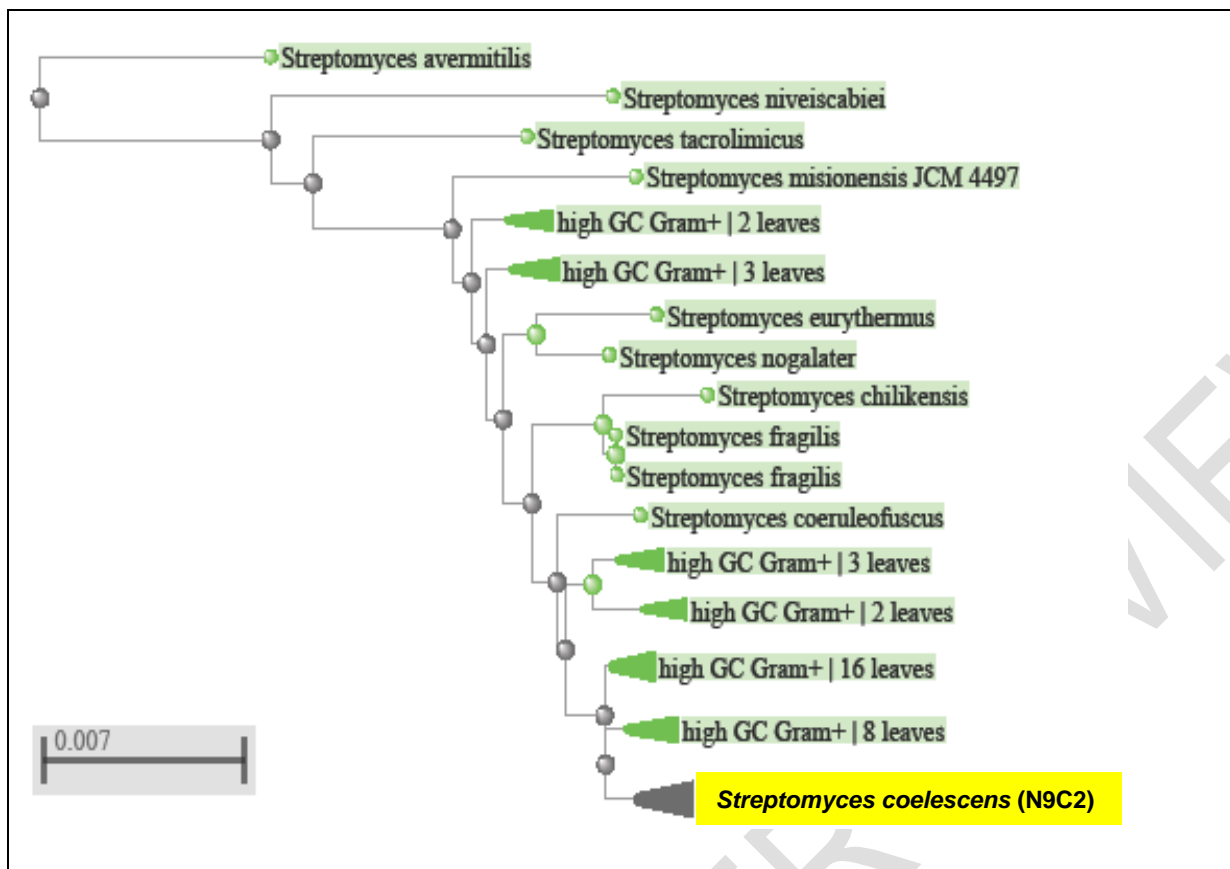 Streptomyces avermitilis
Streptomyces niveiscabiei
Streptomyces tacrolimicus
Streptomyces misionensis JCM 4497
high GC Gram+ | 2 leaves
high GC Gram+ | 3 leaves
Streptomyces eurythermus
Streptomyces nogalater
Streptomyces chilikensis
Streptomyces fragilis
Streptomyces fragilis
Streptomyces coeruleofuscus
high GC Gram+ | 3 leaves
high GC Gram+ | 2 leaves
high GC Gram+ | 16 leaves
high GC Gram+ | 8 leaves
0.007
Streptomyces coelescens (N9C2)